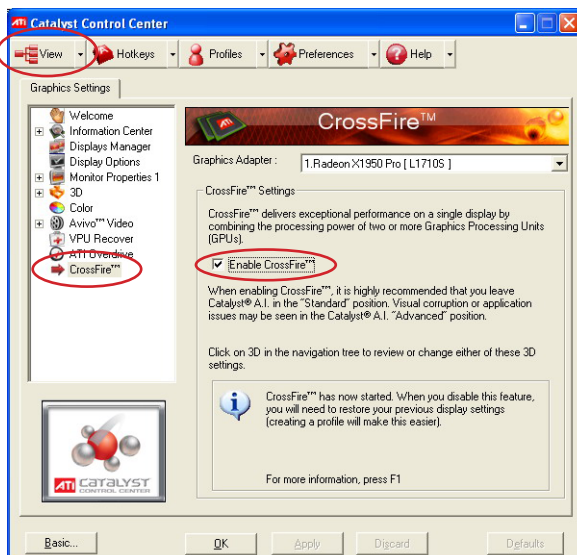 ATI Catalyst Control Center
View Hotkeys Profiles Preferences Help
Graphics Settings
Welcome
Information Center
Displays Manager
Display Options
Monitor Properties 1
3D
Color
Avivo™ Video
VPU Recover
ATI Overdrive
CrossFire™
CrossFire™
Graphics Adapter :
1.Radeon X1950 Pro [ L1710S ]
CrossFire™ Settings
CrossFire™ delivers exceptional performance on a single display by
combining the processing power of two or more Graphics Processing Units
(GPUs).
Enable CrossFire™
When enabling CrossFire™, it is highly recommended that you leave
Catalyst® A.I. in the "Standard" position. Visual corruption or application
issues may be seen in the Catalyst® A.I. "Advanced" position.
Click on 3D in the navigation tree to review or change either of these 3D
settings.
CrossFire™ has now started. When you disable this feature,
you will need to restore your previous display settings
(creating a profile will make this easier).
For more information, press F1
ATI CATALYST
CONTROL CENTER
Basic... OK Apply Discard Defaults